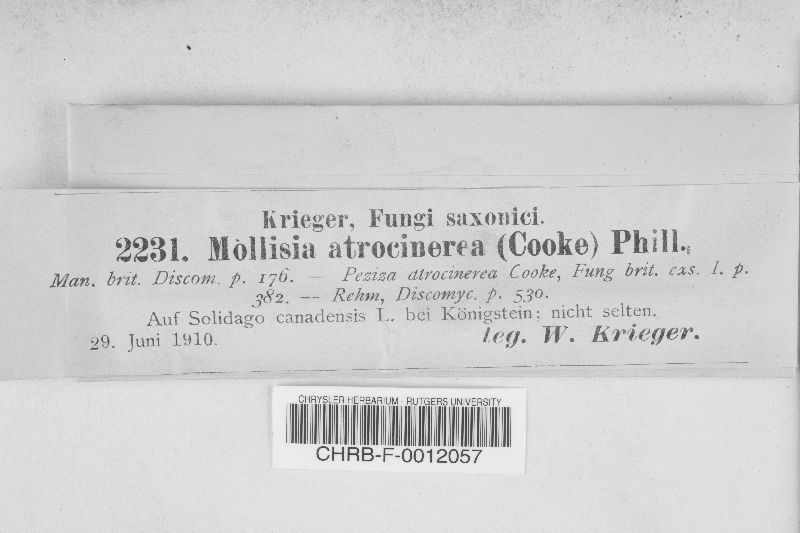 Krieger, Fungi saxonici.
2231. Mollisia atrocinerea (Cooke) Phill.,
Man. brit. Discom. p. 176. — Peziza atrocinerea Cooke, Fung brit. exs. I. p.
382. — Rehm, Discomyc. p. 530.
Auf Solidago canadensis L. bei Königstein; nicht selten.
29. Juni 1910. leg. W. Krieger.
CHRYSLER HERBARIUM - RUTGERS UNIVERSITY
CHRB-F-0012057